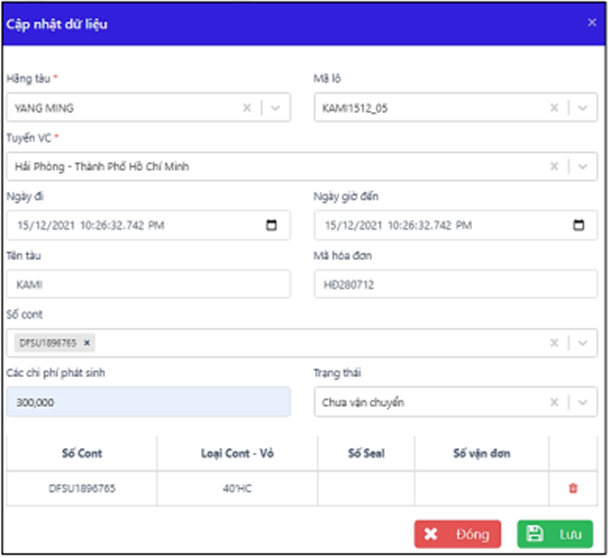 Cập nhật dữ liệu ×
Hãng tàu * Mã lô
YANG MING KAMI1512_05
Tuyến VC *
Hải Phòng - Thành Phố Hồ Chí Minh
Ngày đi Ngày giờ đến
15/12/2021 10:26:32.742 PM 15/12/2021 10:26:32.742 PM
Tên tàu Mã hóa đơn
KAMI HĐ280712
Số cont
DFSU1896765 ×
Các chi phí phát sinh Trạng thái
300,000 Chưa vận chuyển
Số Cont Loại Cont - Vỏ Số Seal Số vận đơn
DFSU1896765 40'HC
Đóng Lưu